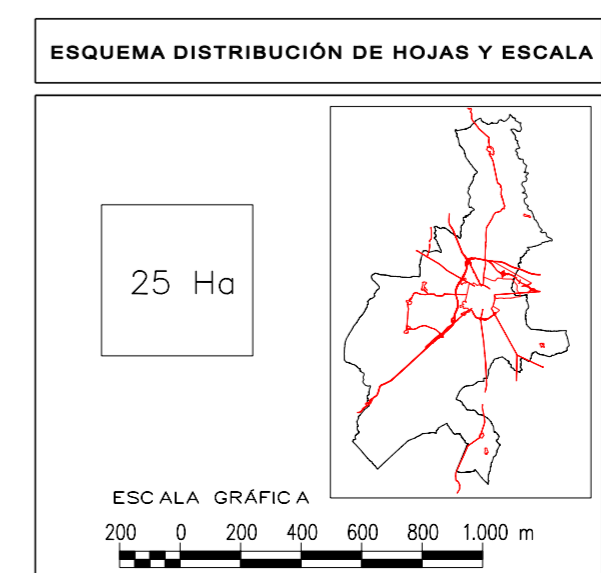 ESQUEMA DISTRIBUCIÓN DE HOJAS Y ESCALA
25 Ha
ESCALA GRÁFICA
200 0 200 400 600 800 1.000 m